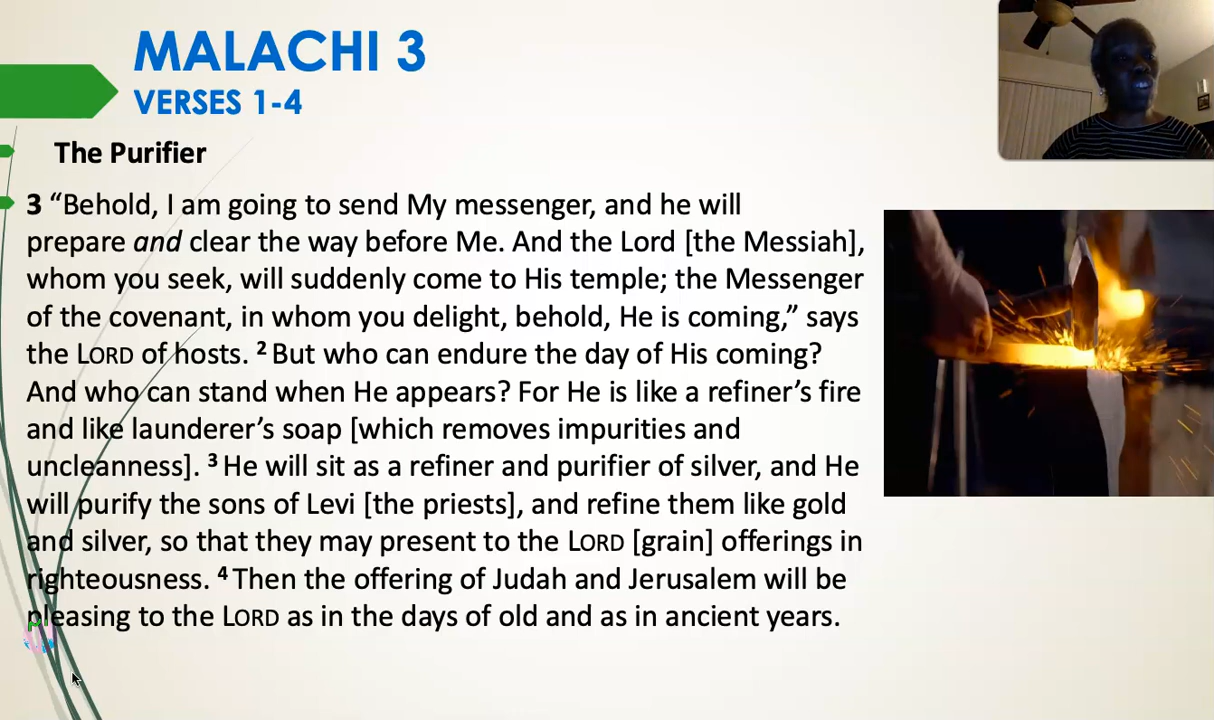 MALACHI 3
VERSES 1-4
The Purifier
3 “Behold, I am going to send My messenger, and he will
prepare and clear the way before Me. And the Lord [the Messiah],
whom you seek, will suddenly come to His temple; the Messenger
of the covenant, in whom you delight, behold, He is coming,” says
the LORD of hosts. 2 But who can endure the day of His coming?
And who can stand when He appears? For He is like a refiner’s fire
and like launderer’s soap [which removes impurities and
uncleanness]. 3 He will sit as a refiner and purifier of silver, and He
will purify the sons of Levi [the priests], and refine them like gold
and silver, so that they may present to the LORD [grain] offerings in
righteousness. 4 Then the offering of Judah and Jerusalem will be
pleasing to the LORD as in the days of old and as in ancient years.